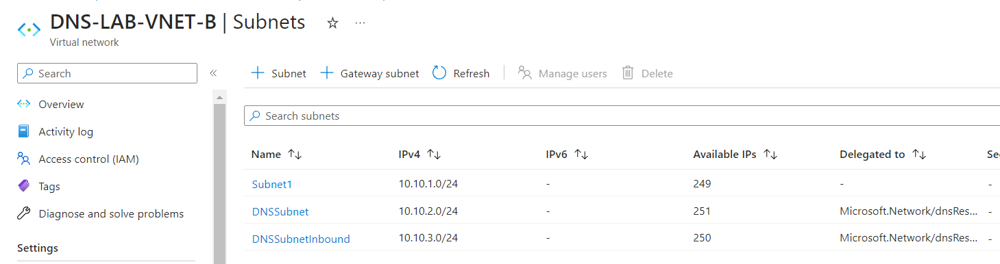 DNS-LAB-VNET-B | Subnets
Virtual network
Search
Subnet
Gateway subnet
Refresh
Manage users
Delete
Overview
Activity log
Access control (IAM)
Tags
Diagnose and solve problems
Settings
Search subnets
Name IPv4 IPv6 Available IPs Delegated to
Subnet1 10.10.1.0/24 - 249 - -
DNSSubnet 10.10.2.0/24 - 251 Microsoft.Network/dnsRes... -
DNSSubnetInbound 10.10.3.0/24 - 250 Microsoft.Network/dnsRes... -